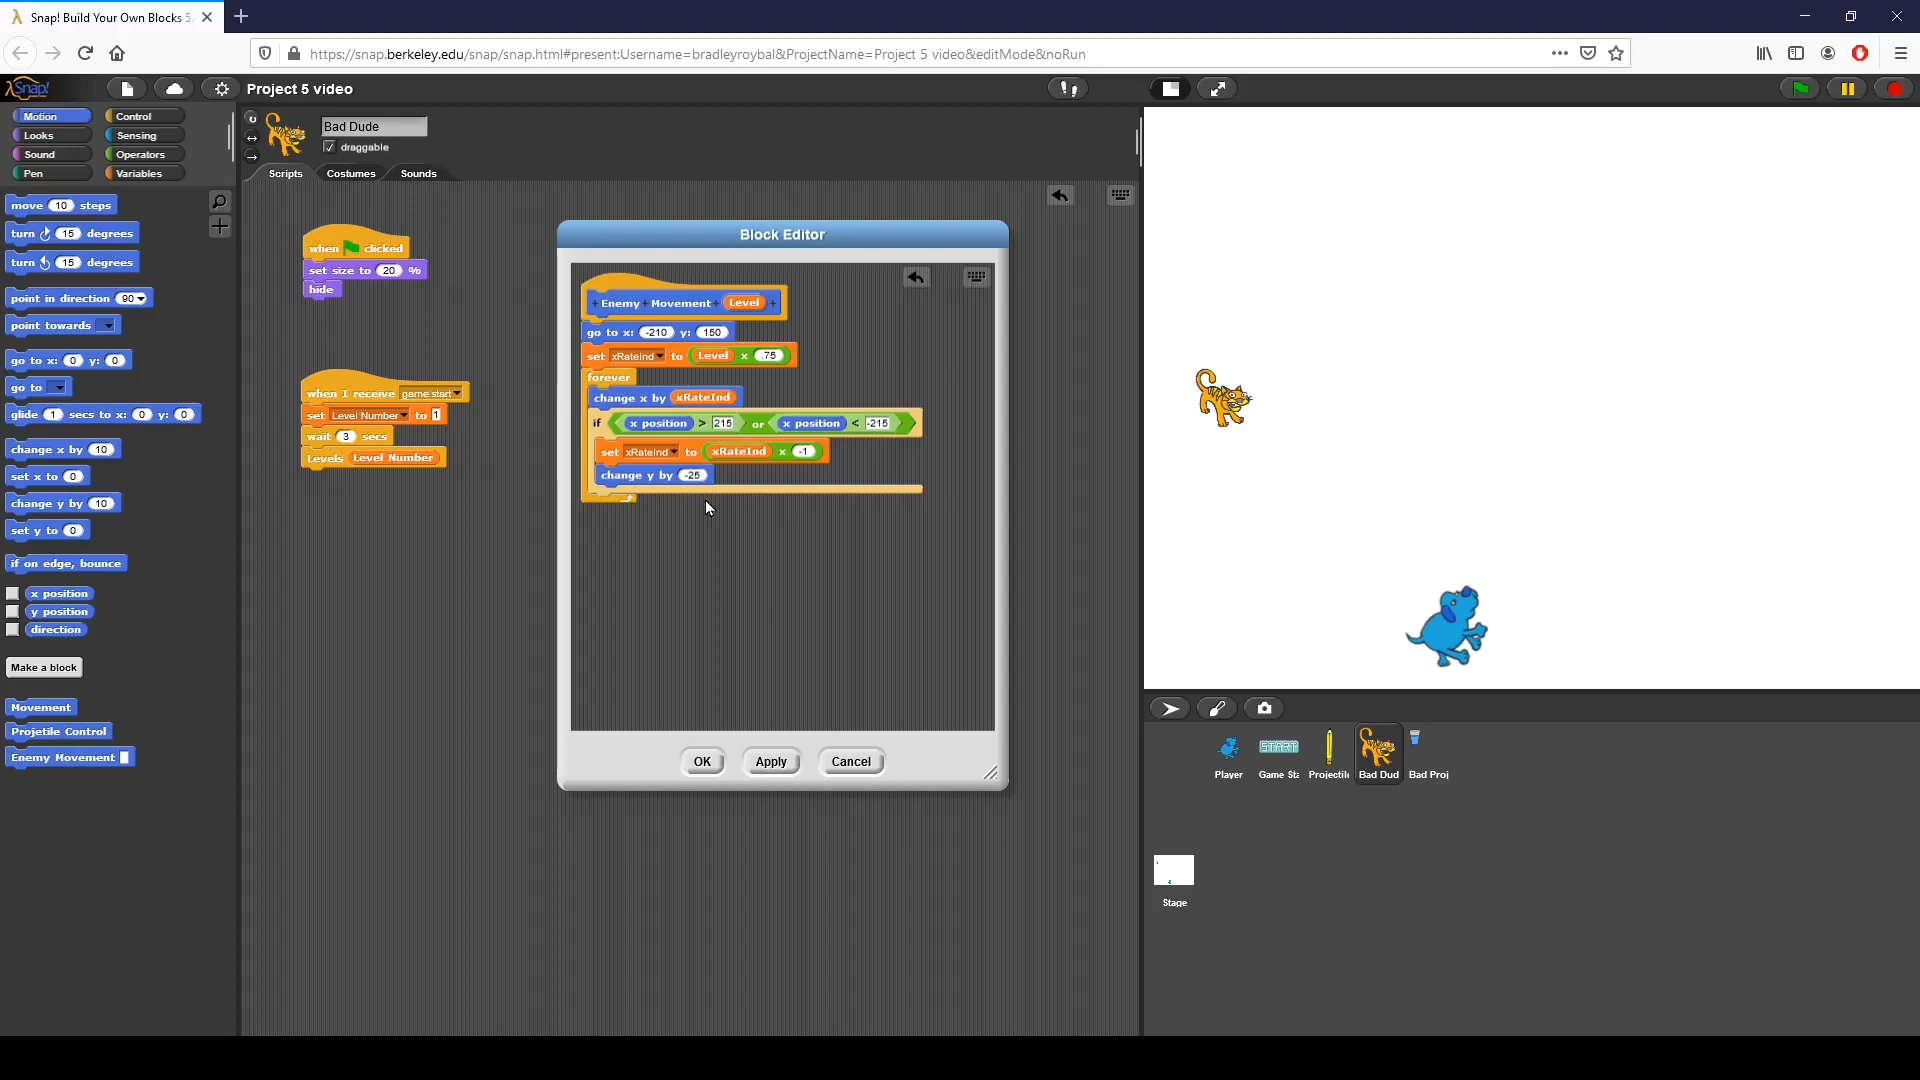 Snap! Build Your Own Blocks 5.
https://snap.berkeley.edu/snap/snap.html#present:Username=bradleyroybal&ProjectName=Project 5 video&editMode&noRun
Snap!
Project 5 video
Motion
Control
Looks
Sensing
Sound
Operators
Pen
Variables
move 10 steps
turn 15 degrees
turn 15 degrees
point in direction 90
point towards
go to x: 0 y: 0
go to
glide 1 secs to x: 0 y: 0
change x by 10
set x to 0
change y by 10
set y to 0
if on edge, bounce
x position
y position
direction
Make a block
Movement
Projetile Control
Enemy Movement
Bad Dude
draggable
Scripts
Costumes
Sounds
when clicked
set size to 20 %
hide
when I receive game start
set Level Number to 1
wait 3 secs
Levels Level Number
Block Editor
+ Enemy + Movement + Level +
go to x: -210 y: 150
set xRateInd to Level × .75
forever
change x by xRateInd
if x position > 215 or x position < -215
set xRateInd to xRateInd × -1
change y by -25
OK
Apply
Cancel
Player
START
Game Sta
Projectile
Bad Dud
Bad Proj
Stage